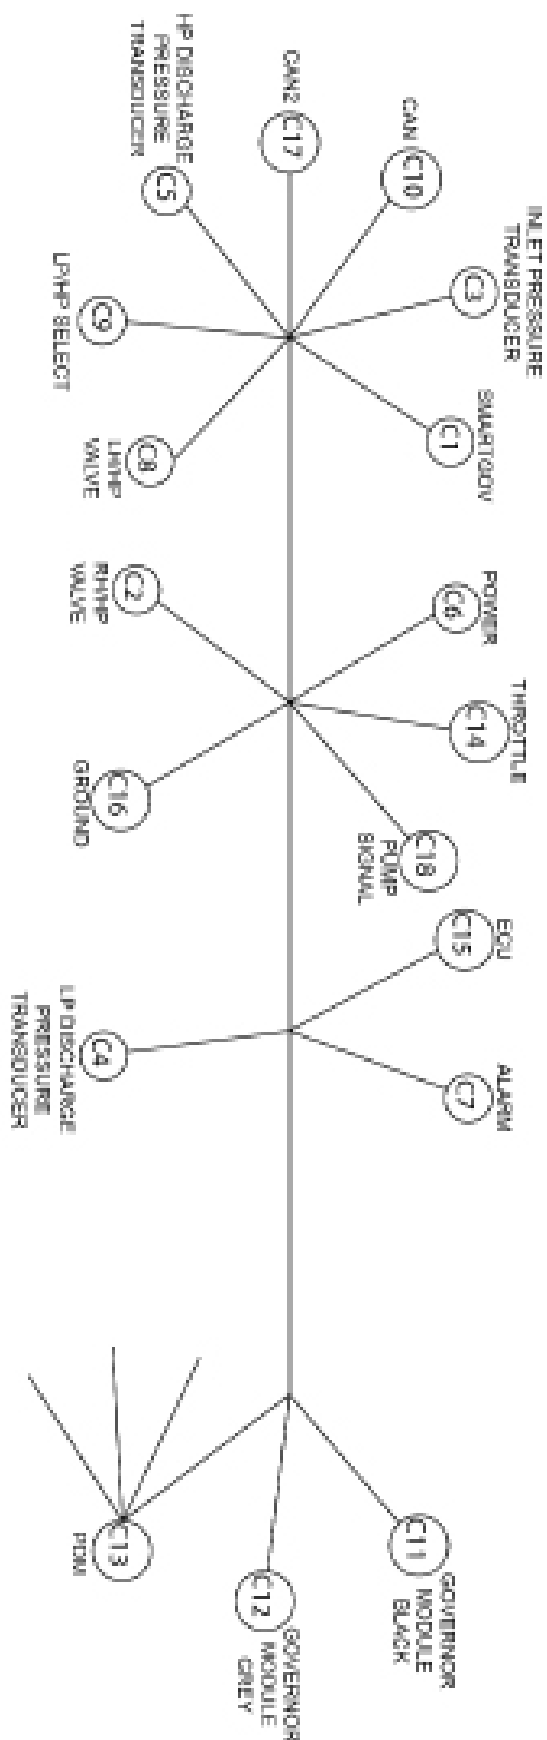 CAN
C10
INLET PRESSURE
TRANSDUCER
C3
SMARTGOV
C1
POWER
C6
THROTTLE
C14
C18
PUMP
SIGNAL
ECU
C15
ALARM
C7
GOVERNOR
MODULE
BLACK
C11
CAN2
C17
C12
GOVERNOR
MODULE
GREY
C5
HP DISCHARGE
PRESSURE
TRANSDUCER
C9
LP/HP SELECT
C8
LH/HP
VALVE
C2
RH/HP
VALVE
C16
GROUND
C4
LP DISCHARGE
PRESSURE
TRANSDUCER
C13
PDM